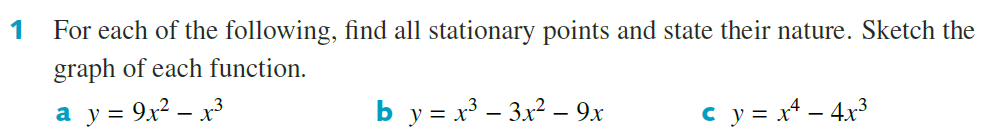 1 For each of the following, find all stationary points and state their nature. Sketch the
graph of each function.
a y = 9x² − x³ b y = x³ − 3x² − 9x c y = x⁴ − 4x³